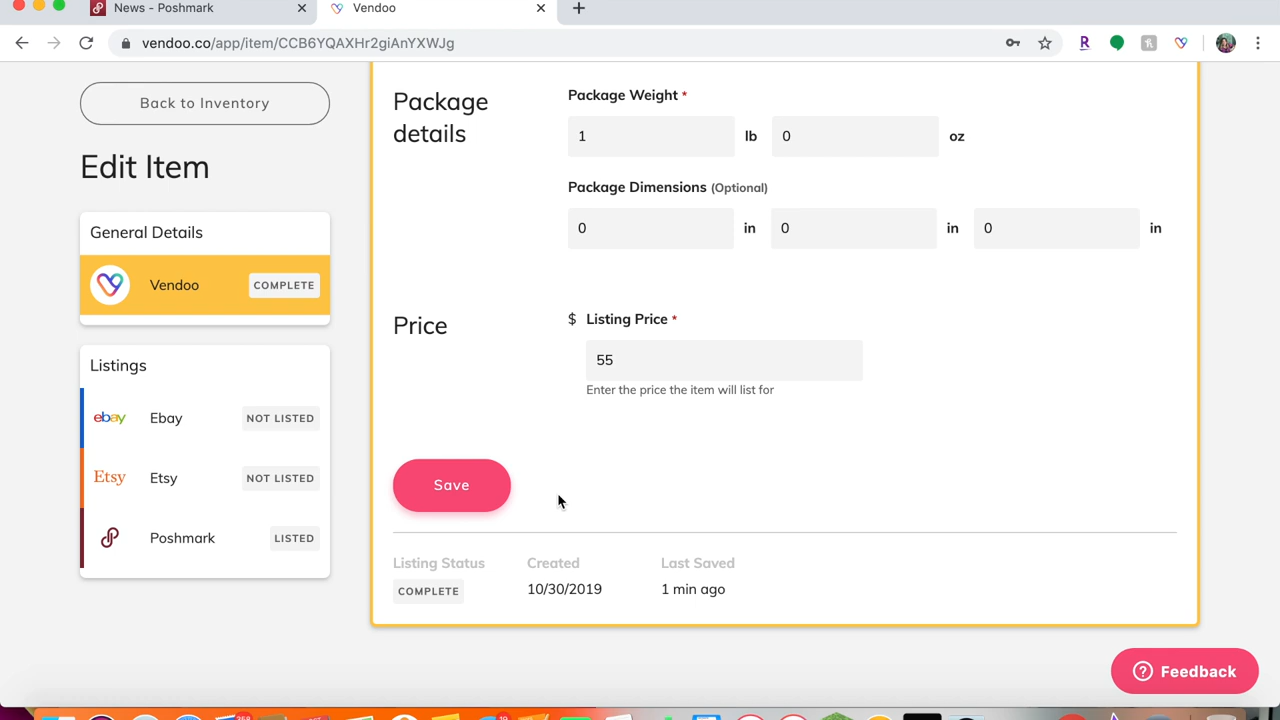 News - Poshmark
Vendoo
vendoo.co/app/item/CCB6YQAXHr2giAnYXWJg
Back to Inventory
Edit Item
General Details
Vendoo COMPLETE
Listings
ebay Ebay NOT LISTED
Etsy Etsy NOT LISTED
Poshmark LISTED
Package details
Package Weight *
1 lb 0 oz
Package Dimensions (Optional)
0 in 0 in 0 in
Price
$ Listing Price *
55
Enter the price the item will list for
Save
Listing Status Created Last Saved
COMPLETE 10/30/2019 1 min ago
Feedback